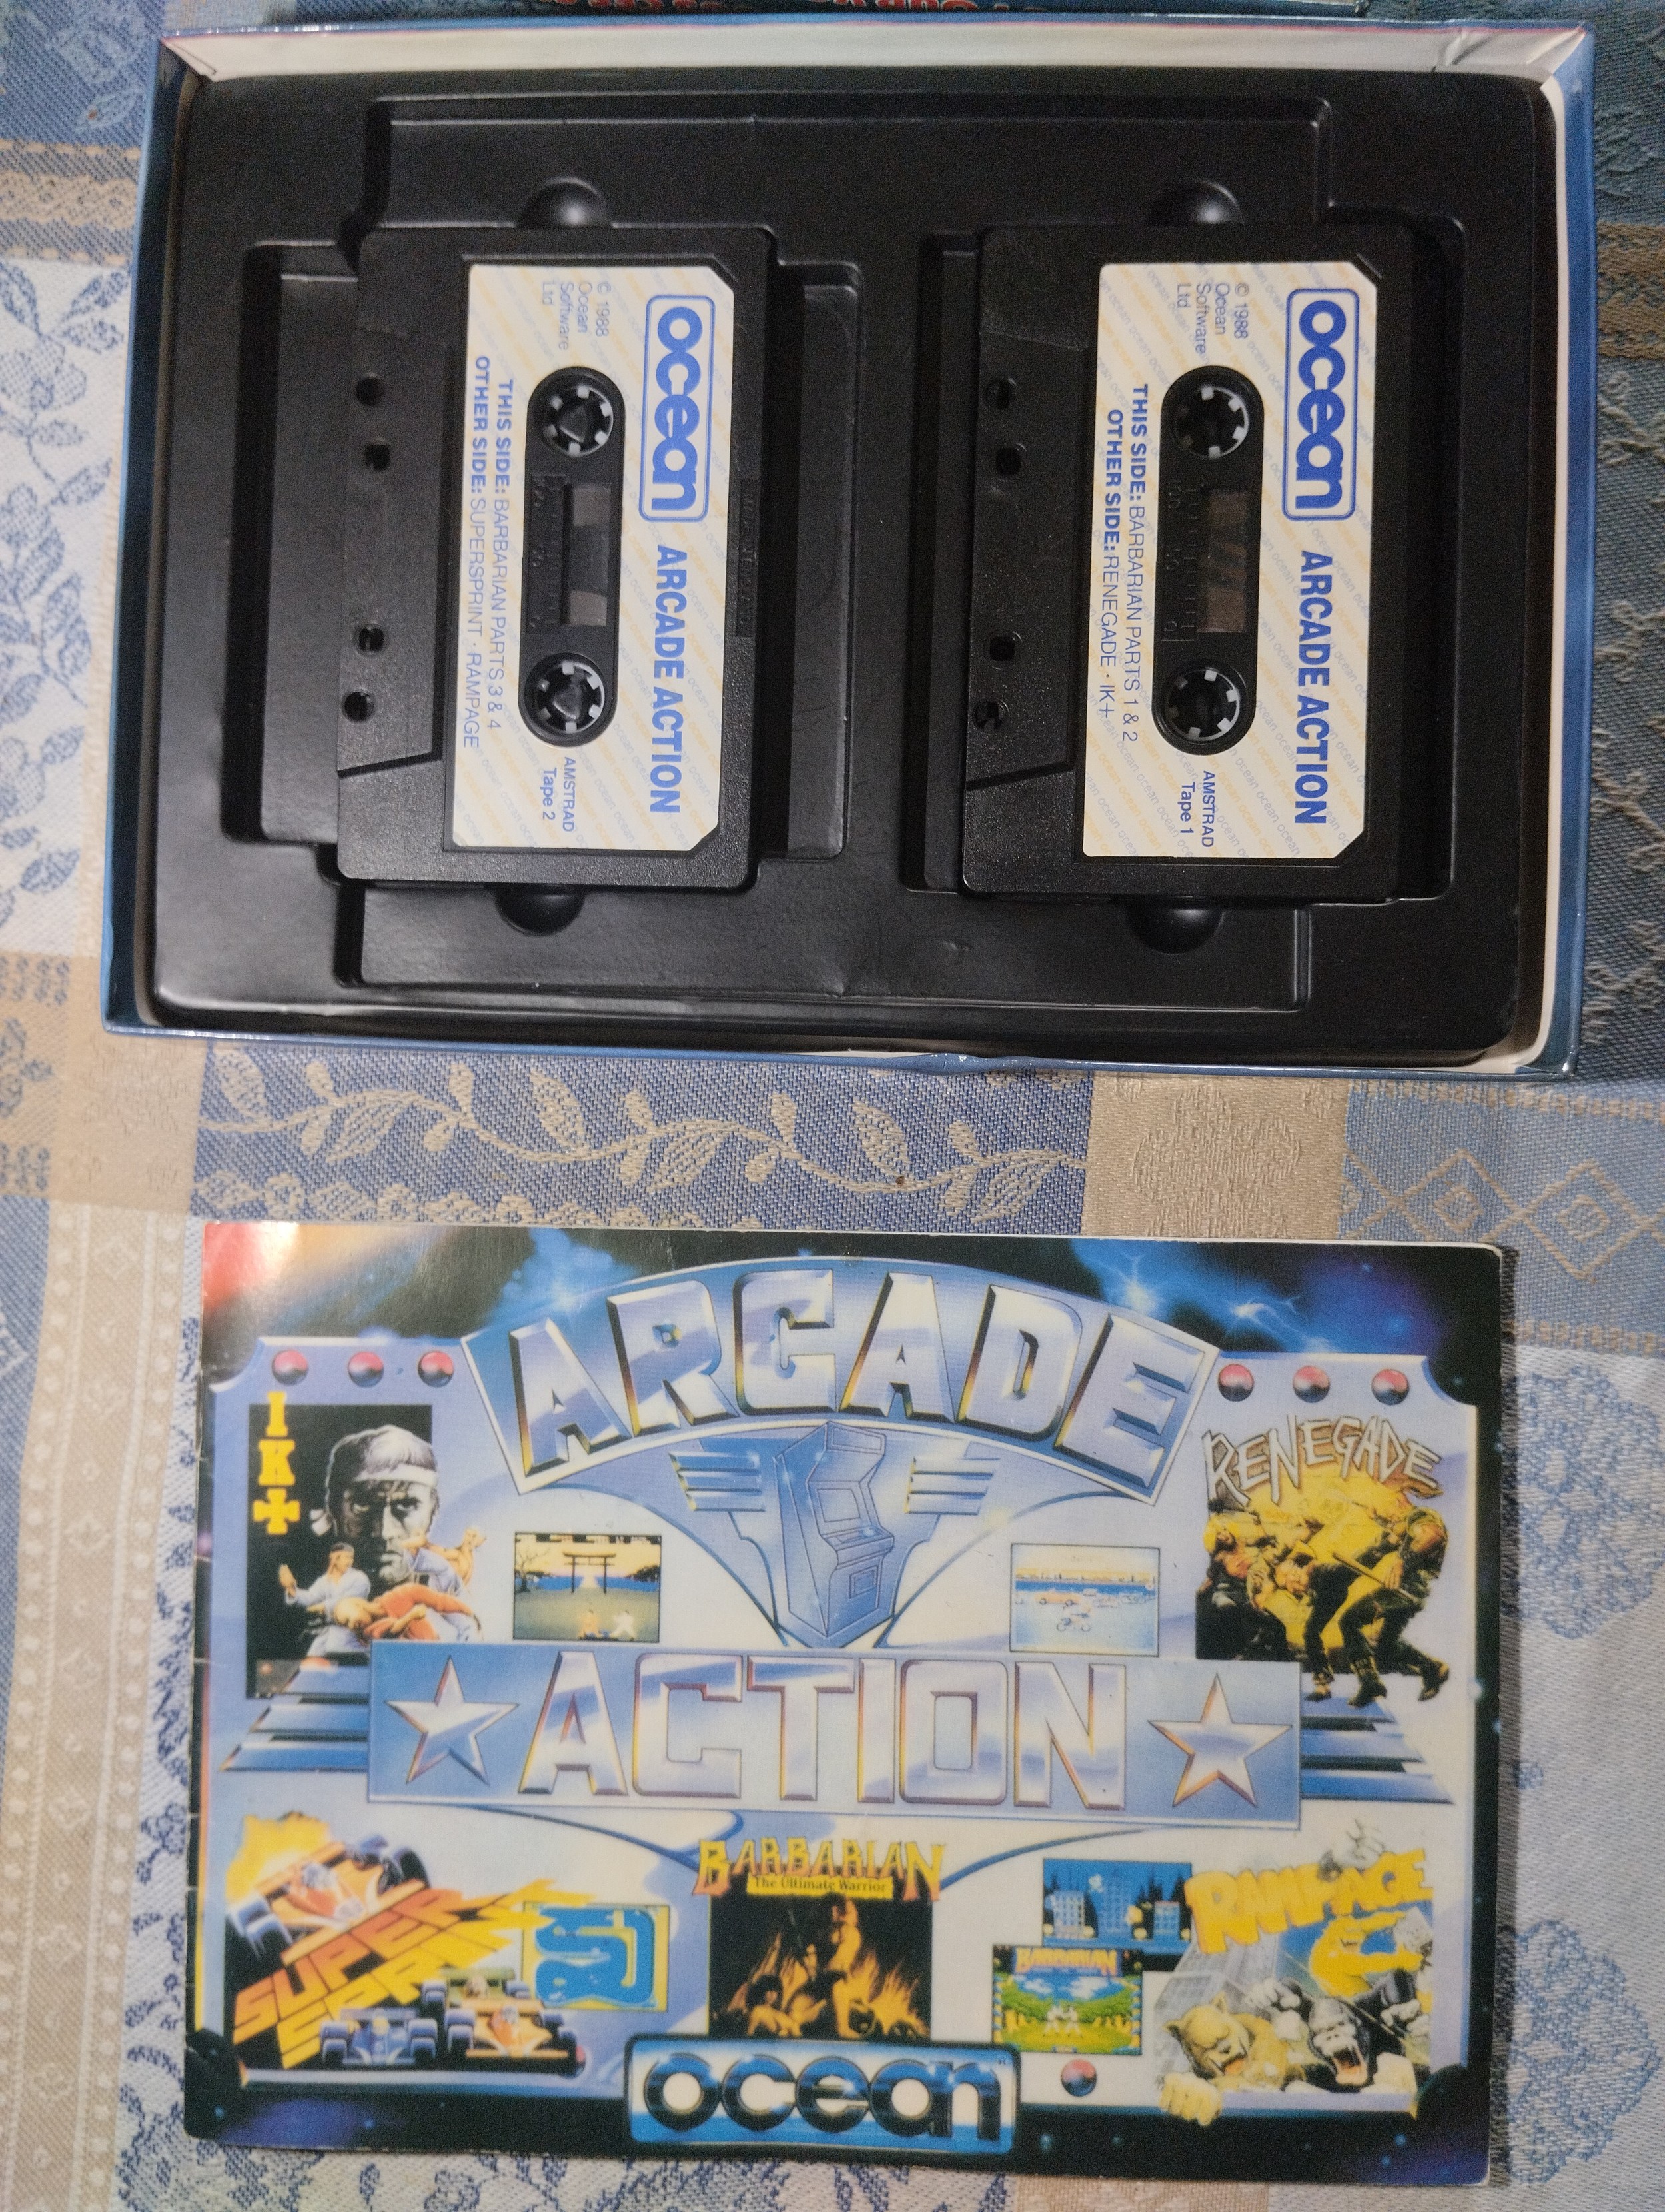 ocean ARCADE ACTION
© 1988
Ocean
Software
Ltd
AMSTRAD
Tape 2
THIS SIDE: BARBARIAN PARTS 3 & 4
OTHER SIDE: SUPERSPRINT · RAMPAGE
ocean ARCADE ACTION
© 1988
Ocean
Software
Ltd
AMSTRAD
Tape 1
THIS SIDE: BARBARIAN PARTS 1 & 2
OTHER SIDE: RENEGADE · IK+
ARCADE
IK+
RENEGADE
ACTION
SUPER
SPRINT
BARBARIAN
The Ultimate Warrior
BARBARIAN
RAMPAGE
ocean